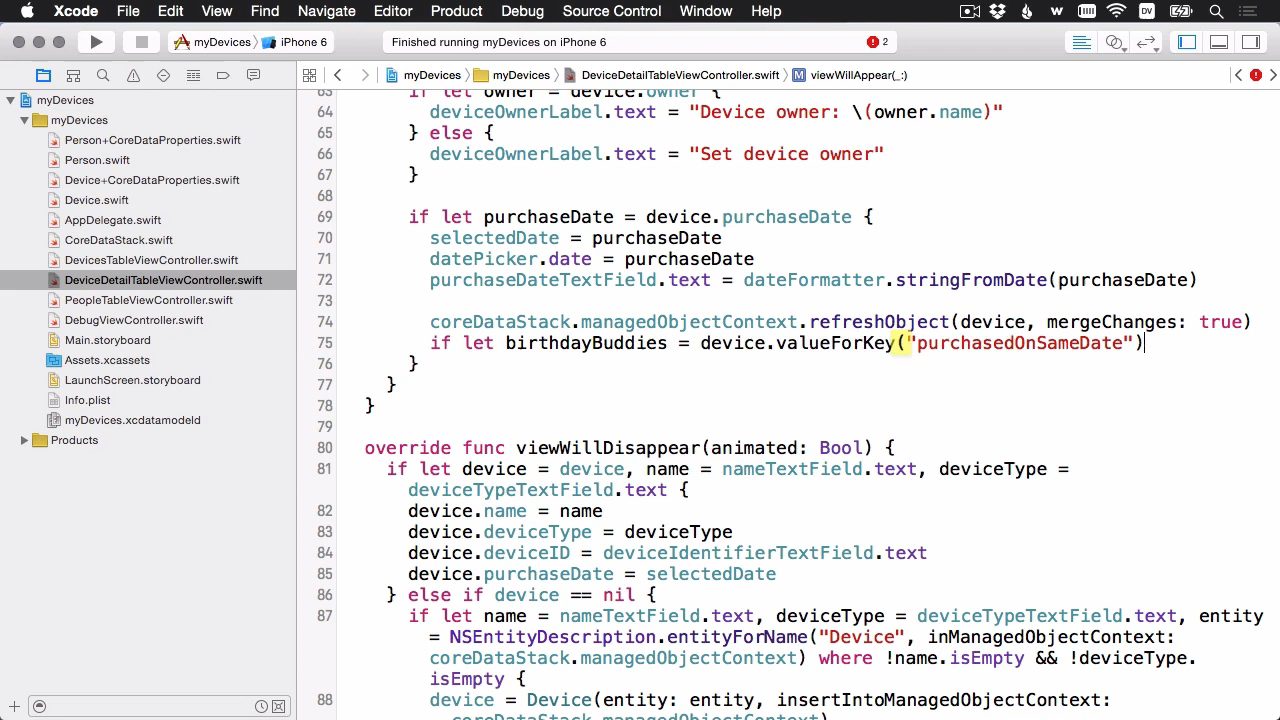 Xcode File Edit View Find Navigate Editor Product Debug Source Control Window Help
myDevices iPhone 6 Finished running myDevices on iPhone 6 2
myDevices myDevices DeviceDetailTableViewController.swift M viewWillAppear(_:)
myDevices
myDevices
Person+CoreDataProperties.swift
Person.swift
Device+CoreDataProperties.swift
Device.swift
AppDelegate.swift
CoreDataStack.swift
DevicesTableViewController.swift
DeviceDetailTableViewController.swift
PeopleTableViewController.swift
DebugViewController.swift
Main.storyboard
Assets.xcassets
LaunchScreen.storyboard
Info.plist
myDevices.xcdatamodeld
Products
63 if let owner = device.owner {
64 deviceOwnerLabel.text = "Device owner: \(owner.name)"
65 } else {
66 deviceOwnerLabel.text = "Set device owner"
67 }
68
69 if let purchaseDate = device.purchaseDate {
70 selectedDate = purchaseDate
71 datePicker.date = purchaseDate
72 purchaseDateTextField.text = dateFormatter.stringFromDate(purchaseDate)
73
74 coreDataStack.managedObjectContext.refreshObject(device, mergeChanges: true)
75 if let birthdayBuddies = device.valueForKey("purchasedOnSameDate")
76 }
77 }
78 }
79
80 override func viewWillDisappear(animated: Bool) {
81 if let device = device, name = nameTextField.text, deviceType =
deviceTypeTextField.text {
82 device.name = name
83 device.deviceType = deviceType
84 device.deviceID = deviceIdentifierTextField.text
85 device.purchaseDate = selectedDate
86 } else if device == nil {
87 if let name = nameTextField.text, deviceType = deviceTypeTextField.text, entity
= NSEntityDescription.entityForName("Device", inManagedObjectContext:
coreDataStack.managedObjectContext) where !name.isEmpty && !deviceType.
isEmpty {
88 device = Device(entity: entity, insertIntoManagedObjectContext:
coreDataStack.managedObjectContext)